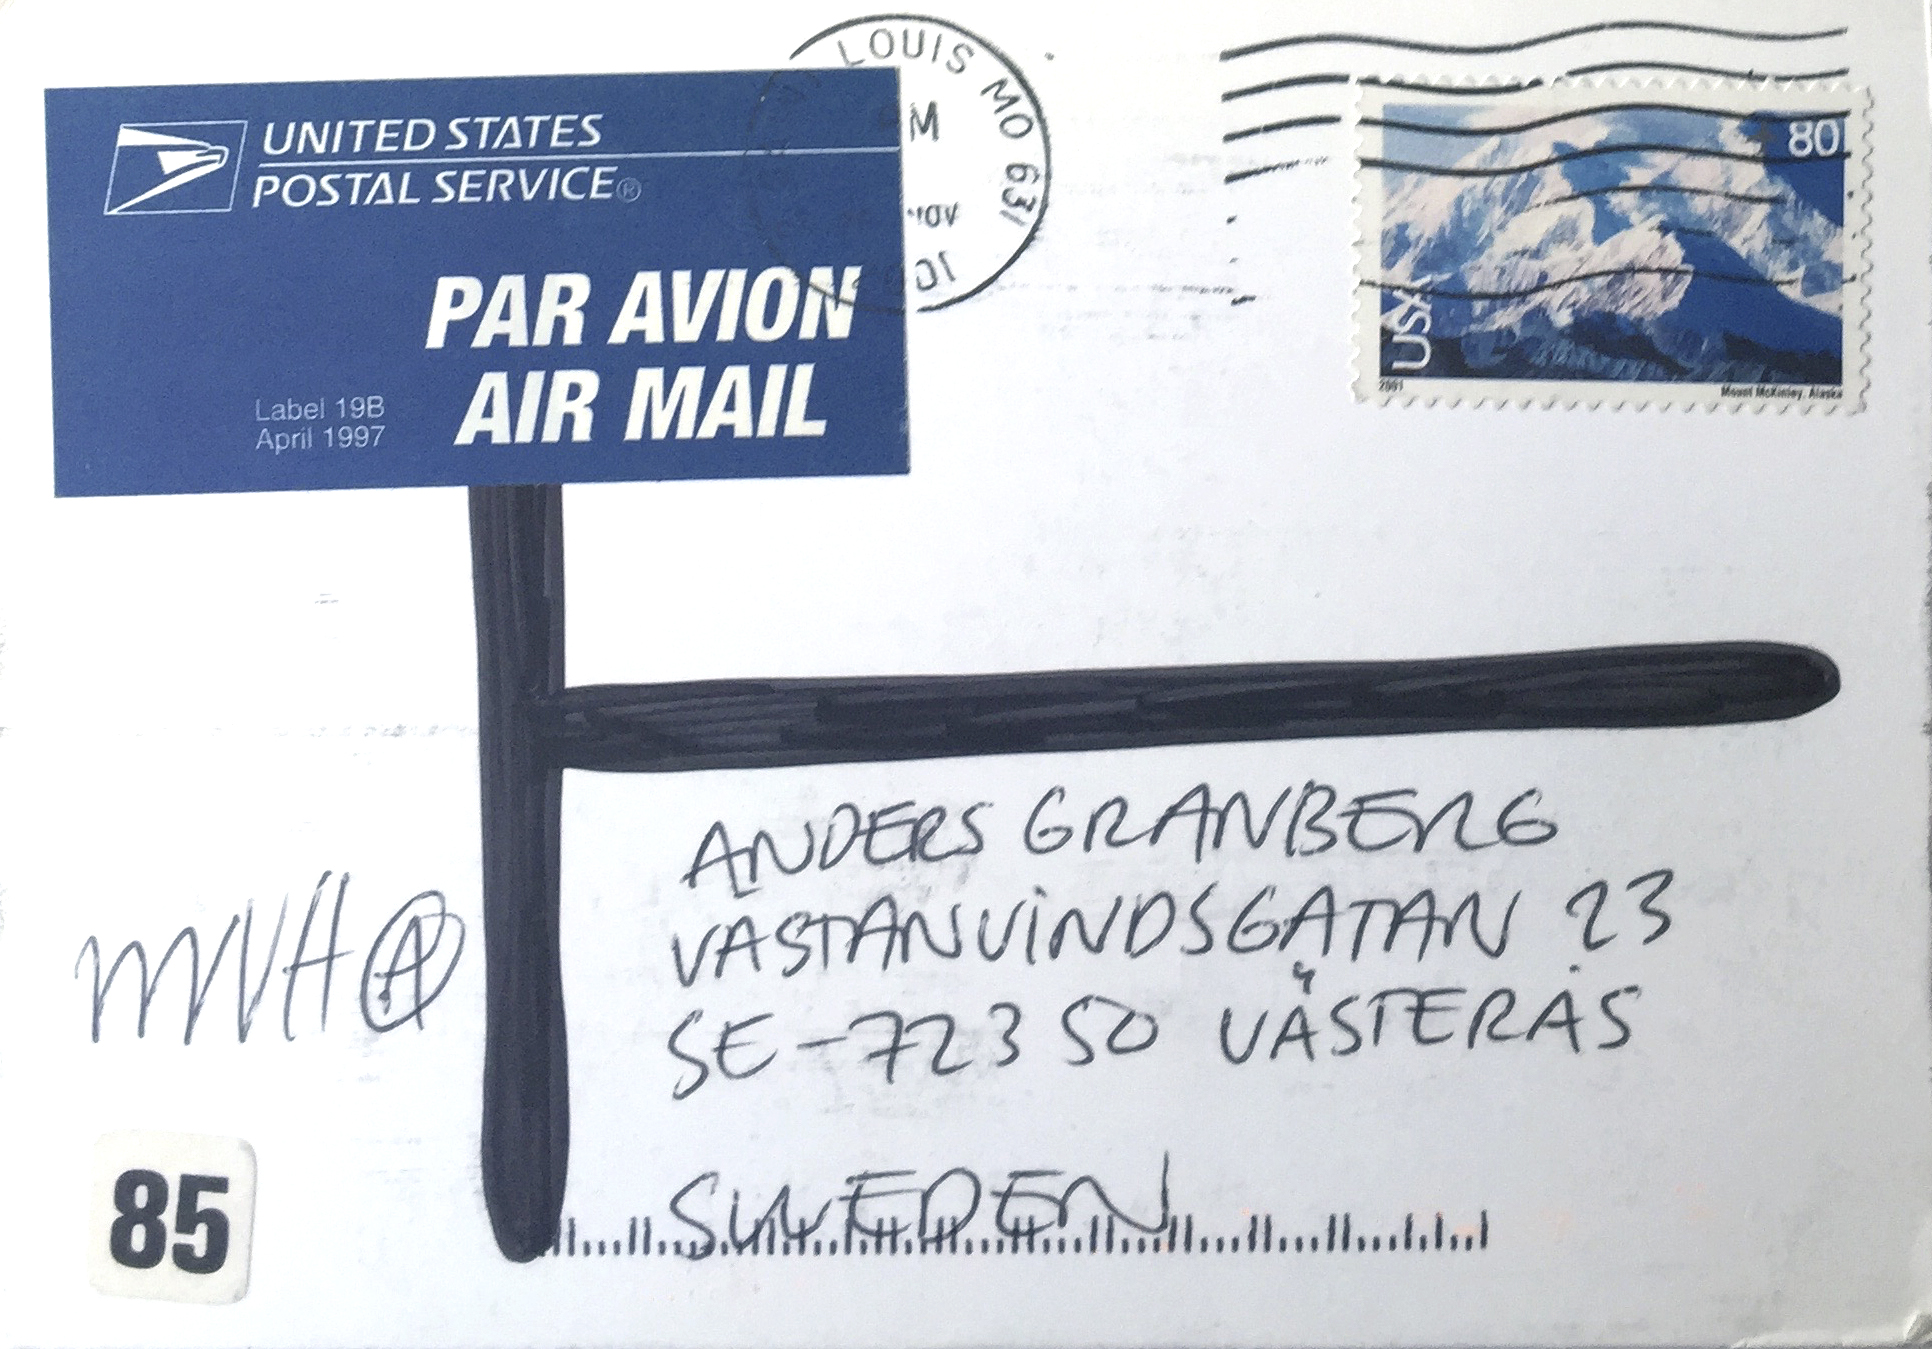 LOUIS MO 631
M
UNITED STATES
POSTAL SERVICE®
PAR AVION
AIR MAIL
Label 19B
April 1997
80
USA
2001
Mount McKinley, Alaska
ANDERS GRANBERG
VASTANVINDSGATAN 23
SE-723 50 VÄSTERÅS
SWEDEN
MVH A
85